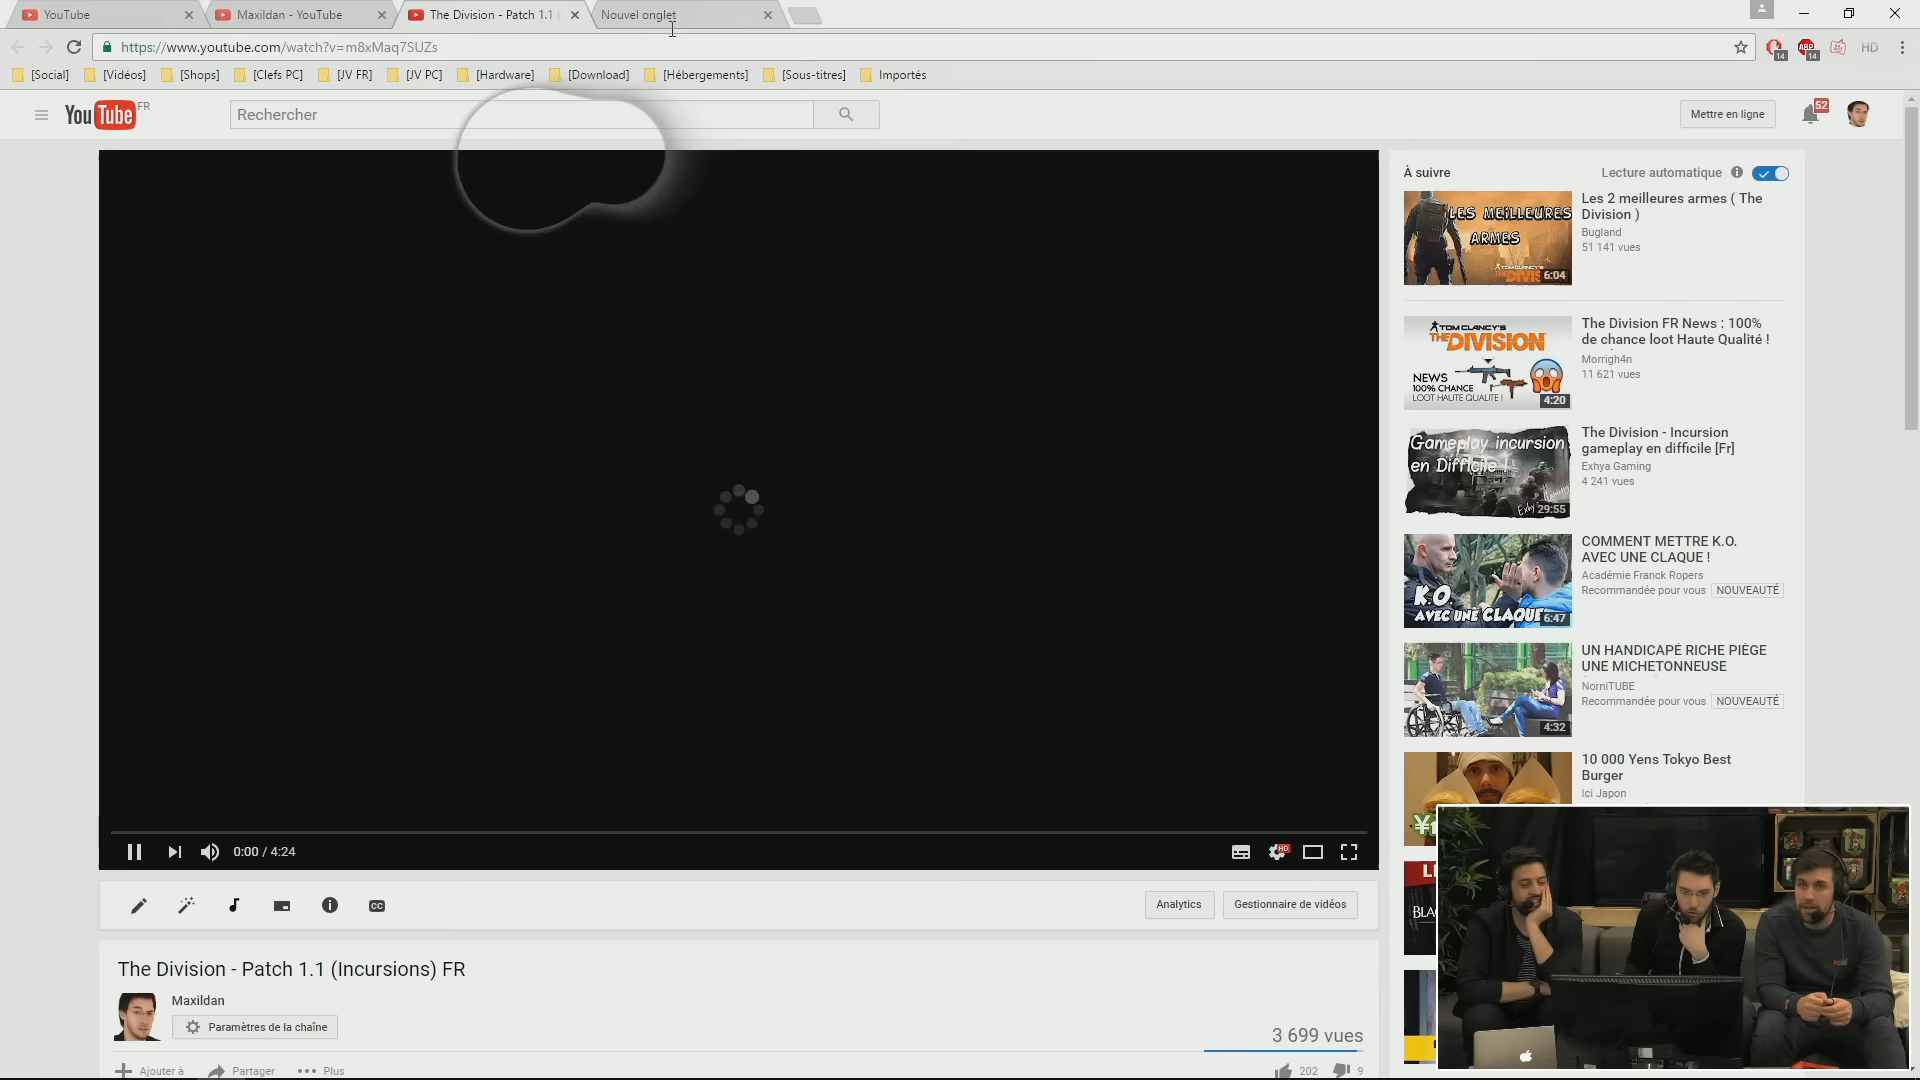 YouTube
Maxildan - YouTube
The Division - Patch 1.1
Nouvel onglet
https://www.youtube.com/watch?v=m8xMaq7SUZs
14
ABP
14
HD
[Social]
[Vidéos]
[Shops]
[Clefs PC]
[JV FR]
[JV PC]
[Hardware]
[Download]
[Hébergements]
[Sous-titres]
Importés
YouTube FR
Rechercher
Mettre en ligne
52
À suivre
Lecture automatique
LES MEILLEURES
ARMES
6:04
Les 2 meilleures armes ( The
Division )
Bugland
51 141 vues
TOM CLANCY'S
THE DIVISION
NEWS
100% CHANCE
LOOT HAUTE QUALITE !
4:20
The Division FR News : 100%
de chance loot Haute Qualité !
Morrigh4n
11 621 vues
Gameplay incursion
en Difficile !
29:55
The Division - Incursion
gameplay en difficile [Fr]
Exhya Gaming
4 241 vues
K.O.
AVEC UNE CLAQUE
6:47
COMMENT METTRE K.O.
AVEC UNE CLAQUE !
Académie Franck Ropers
Recommandée pour vous
NOUVEAUTÉ
4:32
UN HANDICAPÉ RICHE PIÈGE
UNE MICHETONNEUSE
NorniTUBE
Recommandée pour vous
NOUVEAUTÉ
10 000 Yens Tokyo Best
Burger
Ici Japon
0:00 / 4:24
HD
CC
Analytics
Gestionnaire de vidéos
The Division - Patch 1.1 (Incursions) FR
Maxildan
Paramètres de la chaîne
3 699 vues
Ajouter à
Partager
Plus
202
9